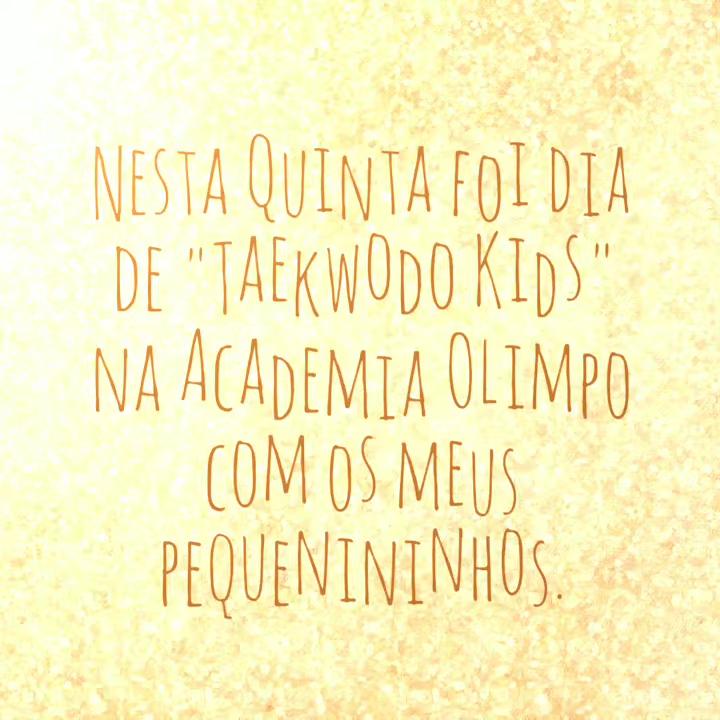 Nesta Quinta foi dia
de "Taekwodo Kids"
na Academia Olimpo
com os meus
pequenininhos.